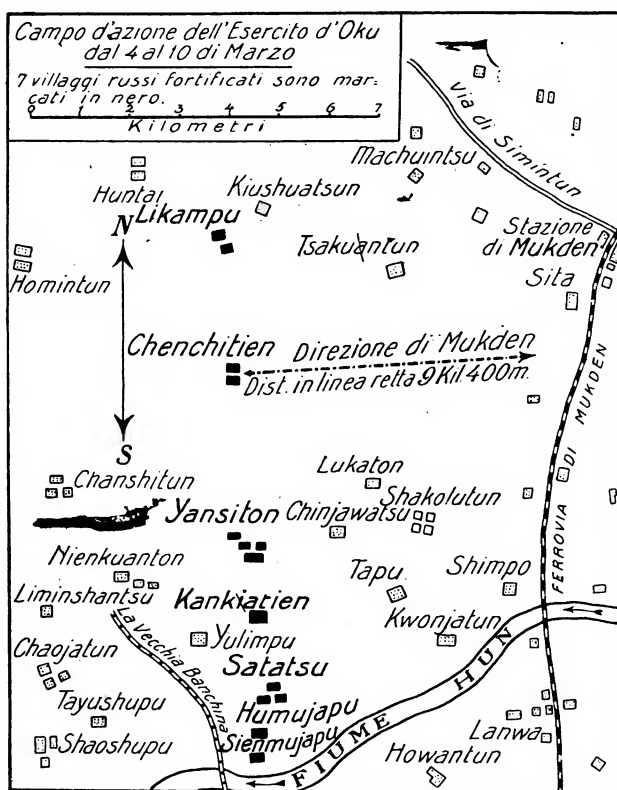 Campo d'azione dell'Esercito d'Oku
dal 4 al 10 di Marzo
7 villaggi russi fortificati sono mar=
cati in nero.
0 1 2 3 4 5 6 7
Kilometri
Via di Simintun
Machuintsu
Huntai
Kiushuatsun
N
Likampu
Stazione
di Mukden
Tsakuantun
Homintun
Sita
Chenchitien
Direzione di Mukden
Dist. in linea retta 9 Kil. 400 m.
FERROVIA DI MUKDEN
S
Chanshitun
Lukaton
Shakolutun
Yansiton
Chinjawatsu
Nienkuanton
Tapu
Shimpo
Liminshantsu
Kankiatien
La Vecchia Banchina
Kwonjatun
Yulimpu
Chaojatun
Satatsu
FIUME HUN
Tayushupu
Humujapu
Lanwa
Shaoshupu
Sienmujapu
Howantun